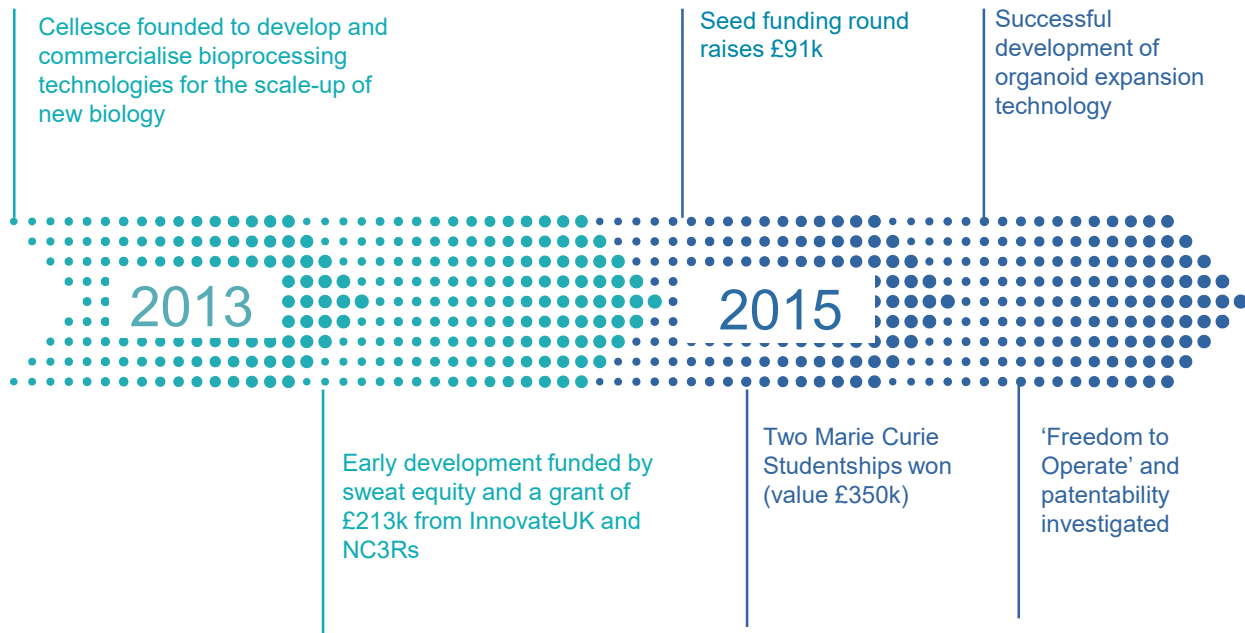 Cellesce founded to develop and
commercialise bioprocessing
technologies for the scale-up of
new biology
Seed funding round
raises £91k
Successful
development of
organoid expansion
technology
2013
2015
Early development funded by
sweat equity and a grant of
£213k from InnovateUK and
NC3Rs
Two Marie Curie
Studentships won
(value £350k)
‘Freedom to
Operate’ and
patentability
investigated